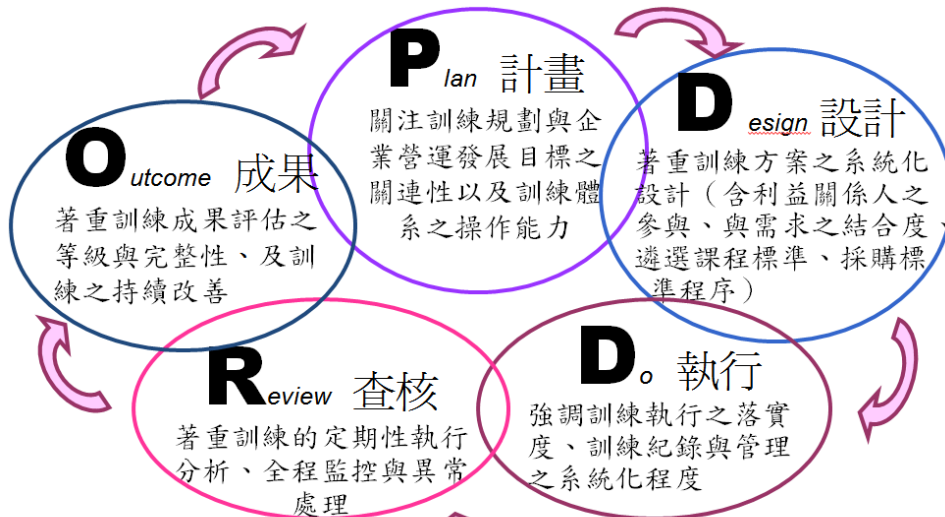 Plan 計畫
關注訓練規劃與企
業營運發展目標之
關連性以及訓練體
系之操作能力
Design 設計
著重訓練方案之系統化
設計（含利益關係人之
參與、與需求之結合度、
遴選課程標準、採購標
準程序）
Do 執行
強調訓練執行之落實
度、訓練紀錄與管理
之系統化程度
Review 查核
著重訓練的定期性執行
分析、全程監控與異常
處理
Outcome 成果
著重訓練成果評估之
等級與完整性、及訓
練之持續改善